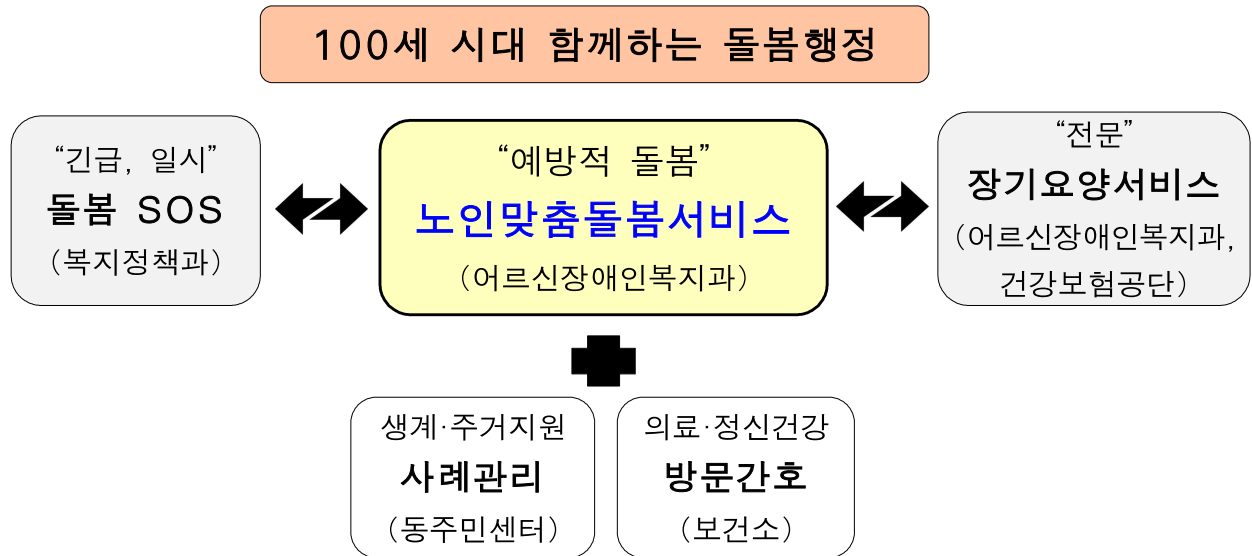 100세 시대 함께하는 돌봄행정
“긴급, 일시”
돌봄 SOS
(복지정책과)
“예방적 돌봄”
노인맞춤돌봄서비스
(어르신장애인복지과)
“전문”
장기요양서비스
(어르신장애인복지과,
건강보험공단)
생계·주거지원
사례관리
(동주민센터)
의료·정신건강
방문간호
(보건소)